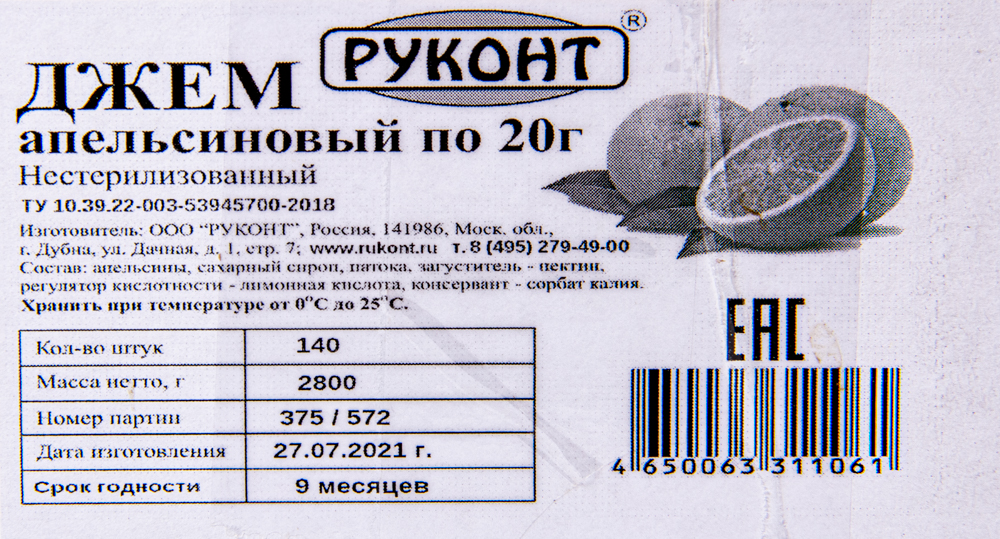 РУКОНТ ®
ДЖЕМ
апельсиновый по 20г
Нестерилизованный
ТУ 10.39.22-003-53945700-2018
Изготовитель: ООО “РУКОНТ”, Россия, 141986, Моск. обл.,
г. Дубна, ул. Дачная, д. 1, стр. 7; www.rukont.ru т. 8 (495) 279-49-00
Состав: апельсины, сахарный сироп, патока, загуститель - пектин,
регулятор кислотности - лимонная кислота, консервант - сорбат калия.
Хранить при температуре от 0°С до 25°С.
Кол-во штук 140
Масса нетто, г 2800
Номер партии 375 / 572
Дата изготовления 27.07.2021 г.
Срок годности 9 месяцев
ЕАС
4 650063 311061